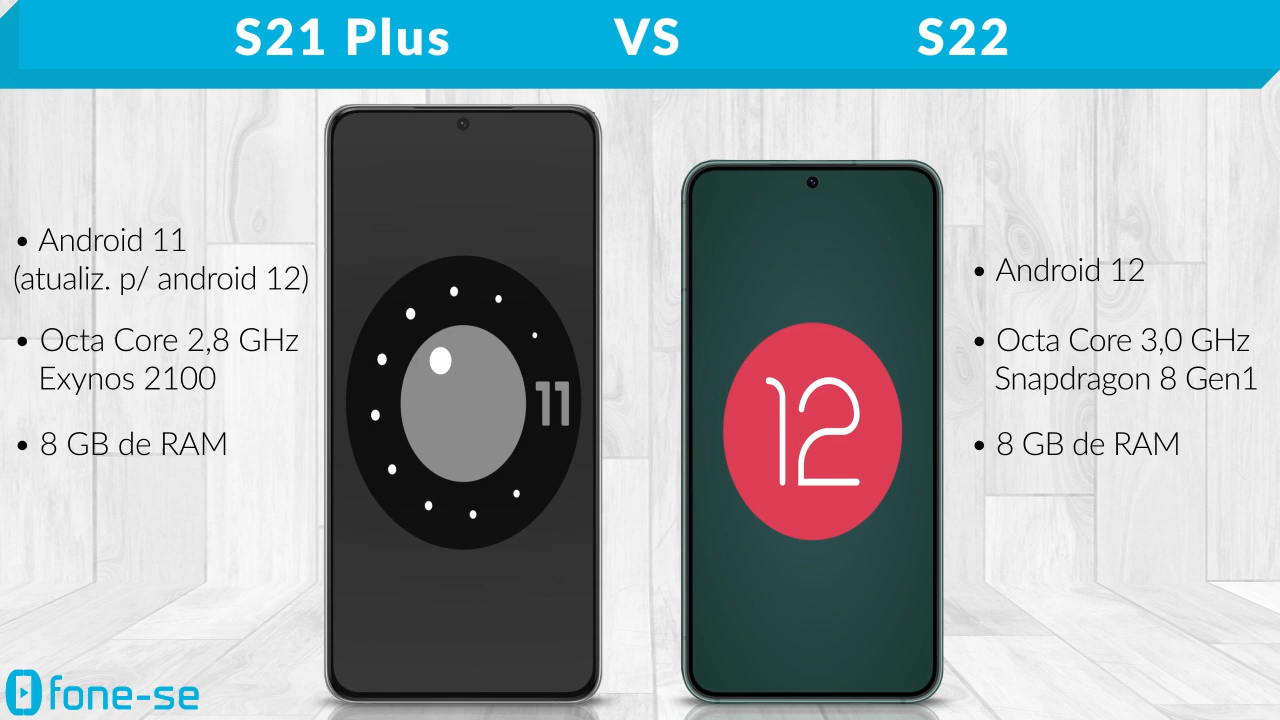 S21 Plus VS S22
• Android 11
(atualiz. p/ android 12)
• Octa Core 2,8 GHz
Exynos 2100
• 8 GB de RAM
11
12
• Android 12
• Octa Core 3,0 GHz
Snapdragon 8 Gen1
• 8 GB de RAM
fone-se